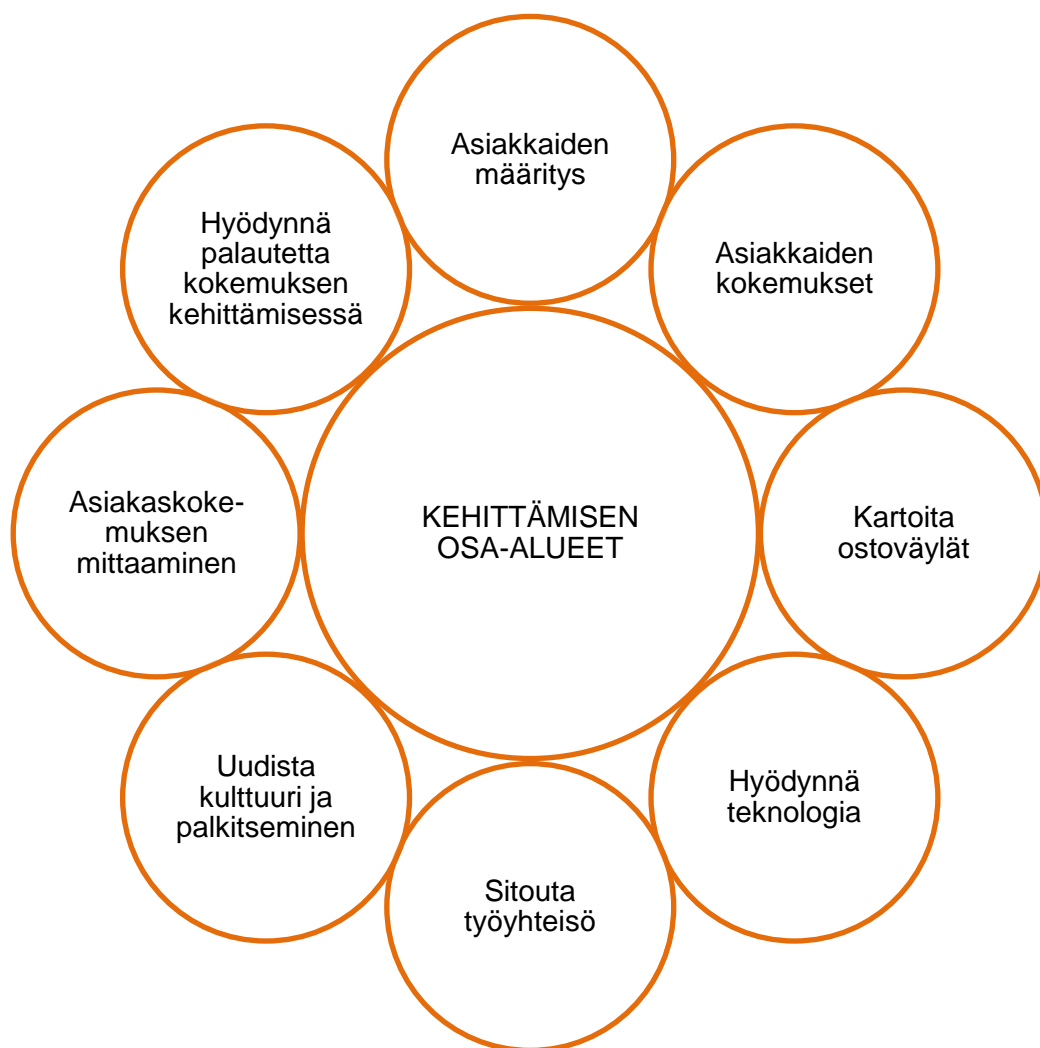 Asiakkaiden
määritys
Asiakkaiden
kokemukset
Kartoita
ostoväylät
Hyödynnä
teknologia
Sitouta
työyhteisö
Uudista
kulttuuri ja
palkitseminen
Asiakaskoke-
muksen
mittaaminen
Hyödynnä
palautetta
kokemuksen
kehittämisessä
KEHITTÄMISEN
OSA-ALUEET